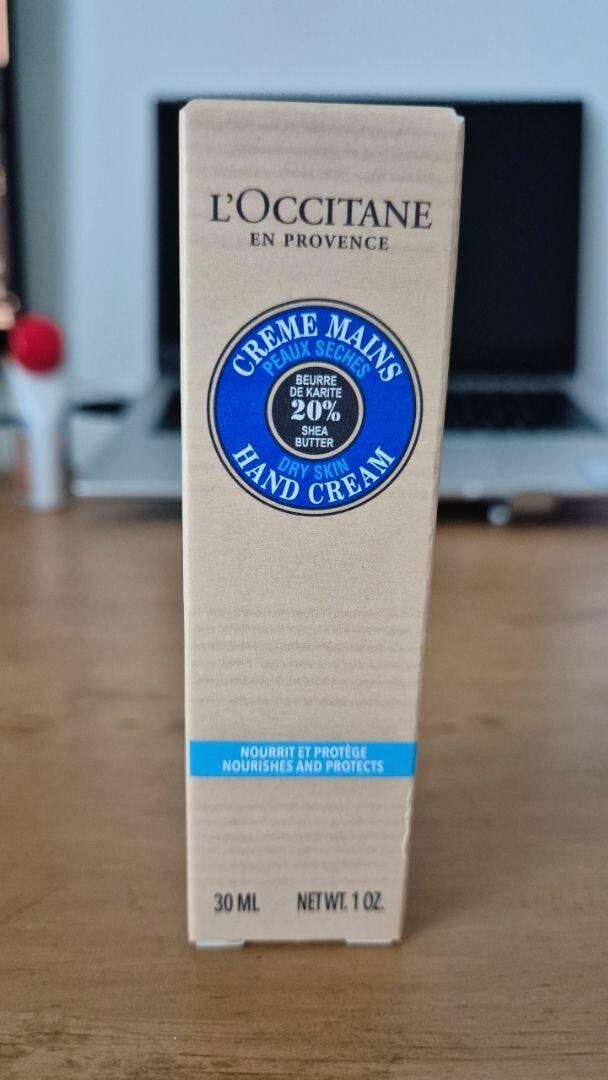 L'OCCITANE
EN PROVENCE
CREME MAINS
PEAUX SECHES
BEURRE
DE KARITE
20%
SHEA
BUTTER
DRY SKIN
HAND CREAM
NOURRIT ET PROTÈGE
NOURISHES AND PROTECTS
30 ML NET WT. 1 OZ.